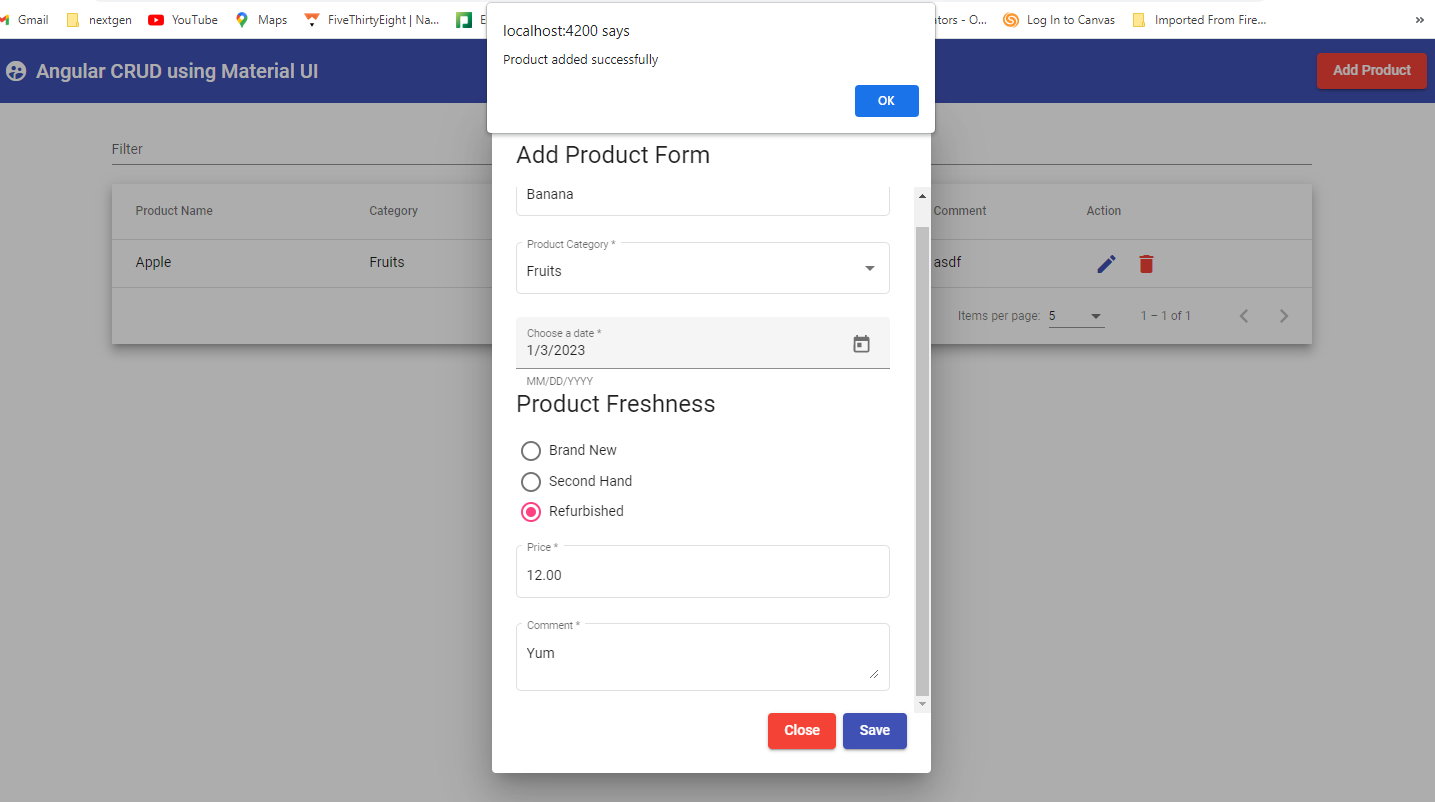 Gmail nextgen YouTube Maps FiveThirtyEight | Na... ators - O... Log In to Canvas Imported From Fire... »
localhost:4200 says
Product added successfully
OK
Angular CRUD using Material UI
Add Product
Filter
Product Name Category Comment Action
Apple Fruits asdf
Items per page: 5 1 – 1 of 1
Add Product Form
Banana
Product Category *
Fruits
Choose a date *
1/3/2023
MM/DD/YYYY
Product Freshness
Brand New
Second Hand
Refurbished
Price *
12.00
Comment *
Yum
Close Save